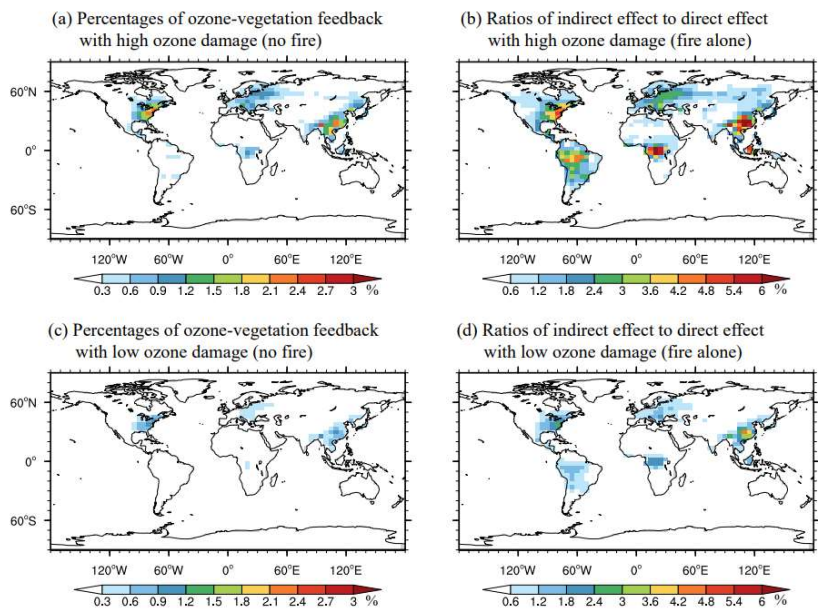 (a) Percentages of ozone-vegetation feedback
with high ozone damage (no fire)
(b) Ratios of indirect effect to direct effect
with high ozone damage (fire alone)
60°N
0°
60°S
120°W 60°W 0° 60°E 120°E
0.3 0.6 0.9 1.2 1.5 1.8 2.1 2.4 2.7 3 %
60°N
0°
60°S
120°W 60°W 0° 60°E 120°E
0.6 1.2 1.8 2.4 3 3.6 4.2 4.8 5.4 6 %
(c) Percentages of ozone-vegetation feedback
with low ozone damage (no fire)
(d) Ratios of indirect effect to direct effect
with low ozone damage (fire alone)
60°N
0°
60°S
120°W 60°W 0° 60°E 120°E
0.3 0.6 0.9 1.2 1.5 1.8 2.1 2.4 2.7 3 %
60°N
0°
60°S
120°W 60°W 0° 60°E 120°E
0.6 1.2 1.8 2.4 3 3.6 4.2 4.8 5.4 6 %